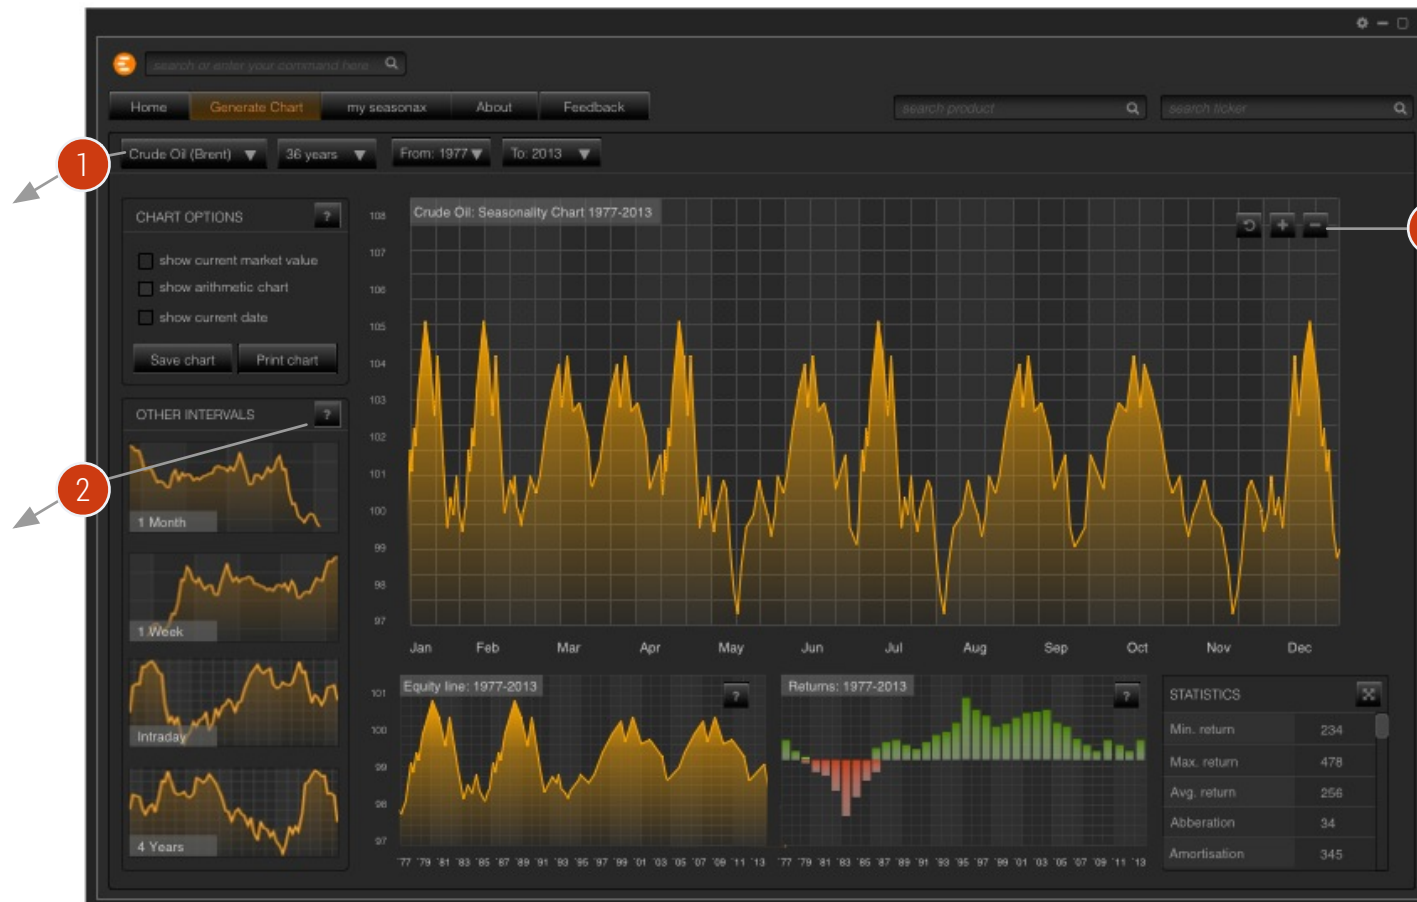 search or enter your command here
Home Generate Chart my seasonax About Feedback search product search ticker
1
Crude Oil (Brent) 36 years From: 1977 To: 2013
CHART OPTIONS ?
show current market value
show arithmetic chart
show current date
Save chart Print chart
OTHER INTERVALS ?
2
1 Month
1 Week
Intraday
4 Years
Crude Oil: Seasonality Chart 1977-2013
108
107
106
105
104
103
102
101
100
99
98
97
Jan Feb Mar Apr May Jun Jul Aug Sep Oct Nov Dec
Equity line: 1977-2013 ?
101
100
99
98
97
'77 '79 '81 '83 '85 '87 '89 '91 '93 '95 '97 '99 '01 '03 '05 '07 '09 '11 '13
Returns: 1977-2013 ?
'77 '79 '81 '83 '85 '87 '89 '91 '93 '95 '97 '99 '01 '03 '05 '07 '09 '11 '13
STATISTICS
Min. return 234
Max. return 478
Avg. return 256
Abberation 34
Amortisation 345